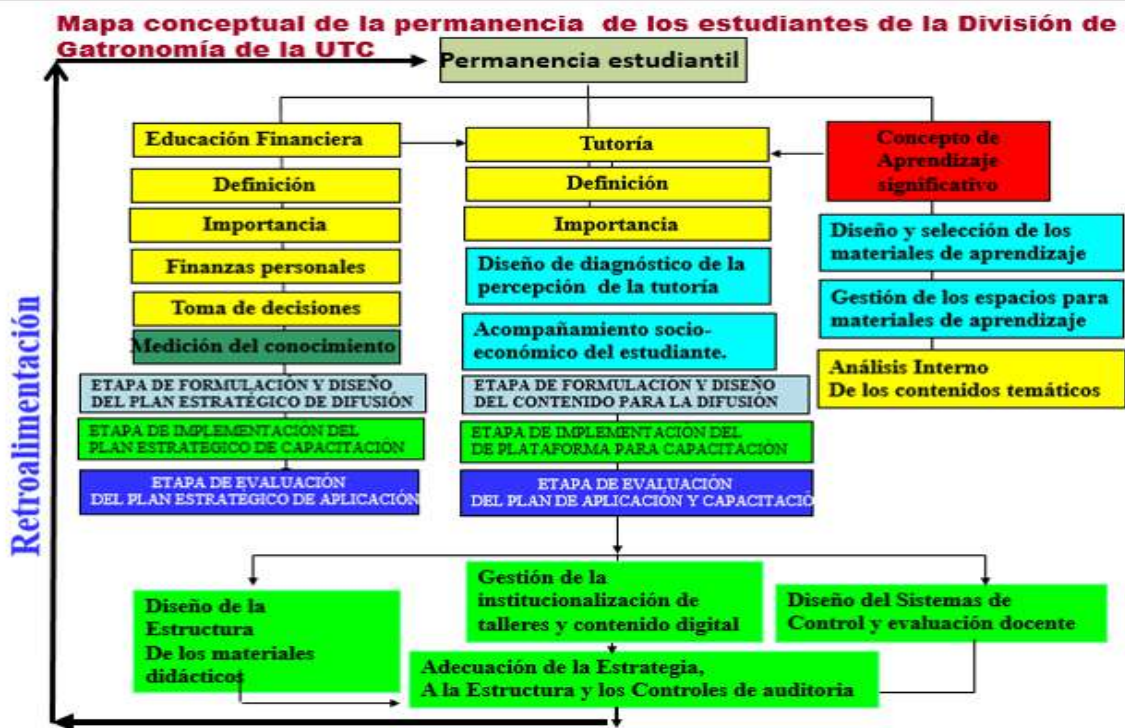 Mapa conceptual de la permanencia de los estudiantes de la División de
Gatronomía de la UTC
Permanencia estudiantil
Educación Financiera
Definición
Importancia
Finanzas personales
Toma de decisiones
Medición del conocimiento
ETAPA DE FORMULACIÓN Y DISEÑO
DEL PLAN ESTRATÉGICO DE DIFUSIÓN
ETAPA DE IMPLEMENTACIÓN DEL
PLAN ESTRATEGICO DE CAPACITACIÓN
ETAPA DE EVALUACIÓN
DEL PLAN ESTRATÉGICO DE APLICACIÓN
Tutoría
Definición
Importancia
Diseño de diagnóstico de la
percepción de la tutoría
Acompañamiento socio-
económico del estudiante.
ETAPA DE FORMULACIÓN Y DISEÑO
DEL CONTENIDO PARA LA DIFUSIÓN
ETAPA DE IMPLEMENTACIÓN DEL
DE PLATAFORMA PARA CAPACITACIÓN
ETAPA DE EVALUACIÓN
DEL PLAN DE APLICACIÓN Y CAPACITACIÓ
Concepto de
Aprendizaje
significativo
Diseño y selección de los
materiales de aprendizaje
Gestión de los espacios para
materiales de aprendizaje
Análisis Interno
De los contenidos temáticos
Diseño de la
Estructura
De los materiales
didácticos
Gestión de la
institucionalización de
talleres y contenido digital
Diseño del Sistemas de
Control y evaluación docente
Adecuación de la Estrategia,
A la Estructura y los Controles de auditoria
Retroalimentación